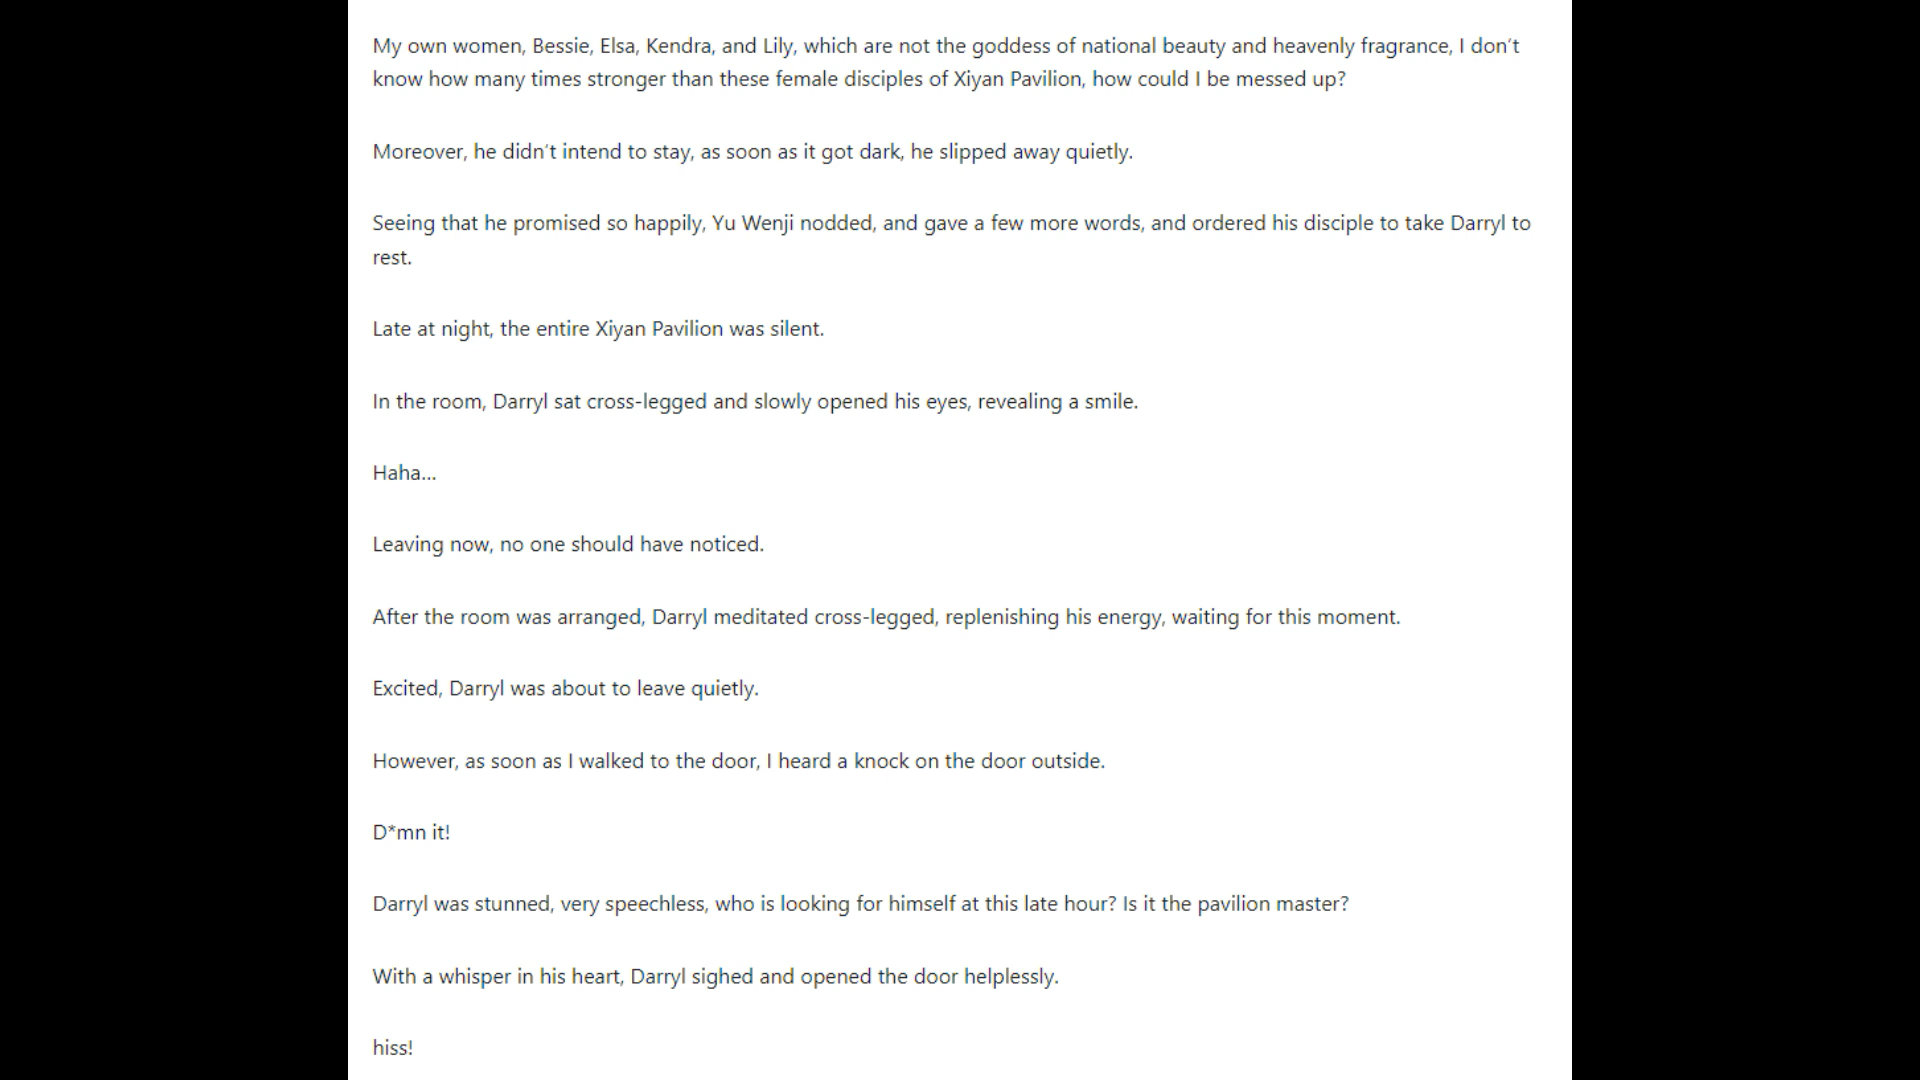 My own women, Bessie, Elsa, Kendra, and Lily, which are not the goddess of national beauty and heavenly fragrance, I don't
know how many times stronger than these female disciples of Xiyan Pavilion, how could I be messed up?
Moreover, he didn't intend to stay, as soon as it got dark, he slipped away quietly.
Seeing that he promised so happily, Yu Wenji nodded, and gave a few more words, and ordered his disciple to take Darryl to
rest.
Late at night, the entire Xiyan Pavilion was silent.
In the room, Darryl sat cross-legged and slowly opened his eyes, revealing a smile.
Haha...
Leaving now, no one should have noticed.
After the room was arranged, Darryl meditated cross-legged, replenishing his energy, waiting for this moment.
Excited, Darryl was about to leave quietly.
However, as soon as I walked to the door, I heard a knock on the door outside.
D*mn it!
Darryl was stunned, very speechless, who is looking for himself at this late hour? Is it the pavilion master?
With a whisper in his heart, Darryl sighed and opened the door helplessly.
hiss!